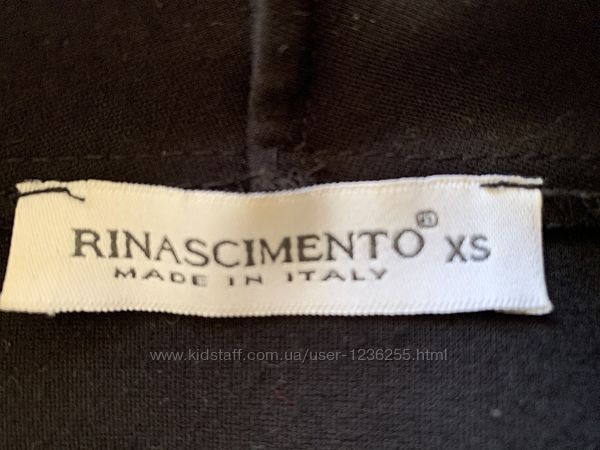 RINASCIMENTO® XS
MADE IN ITALY
www.kidstaff.com.ua/user-1236255.html